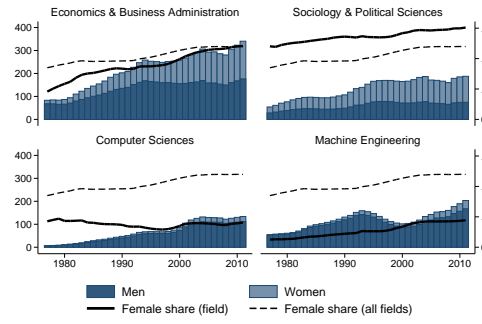 Economics & Business Administration
Sociology & Political Sciences
400
300
200
100
0
Computer Sciences
Machine Engineering
400
300
200
100
0
1980 1990 2000 2010
1980 1990 2000 2010
Men Women
Female share (field) Female share (all fields)